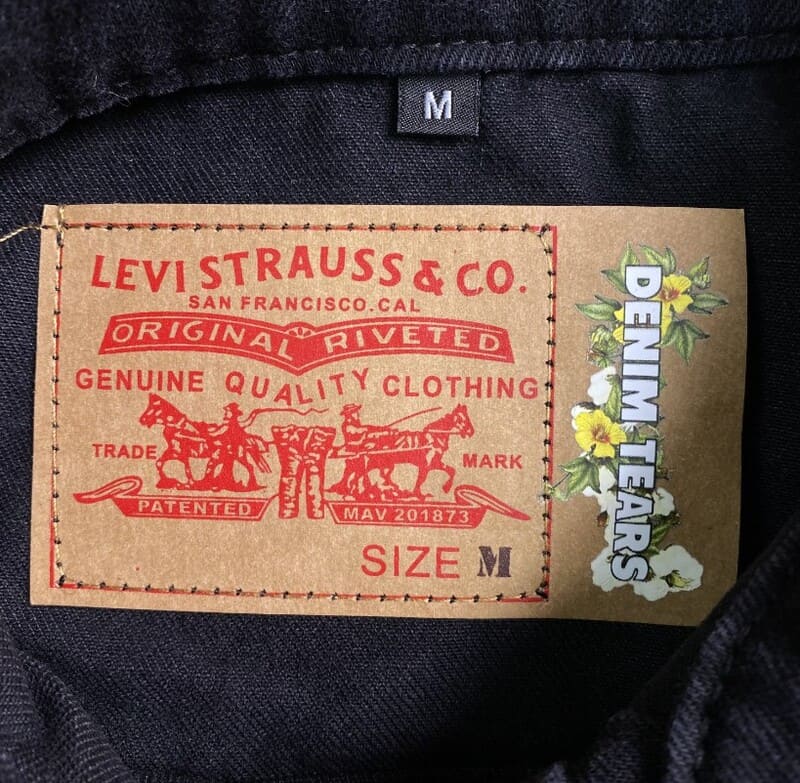 M
LEVI STRAUSS & CO.
SAN FRANCISCO.CAL
ORIGINAL RIVETED
GENUINE QUALITY CLOTHING
TRADE MARK
PATENTED MAV 201873
SIZE M
DENIM TEARS